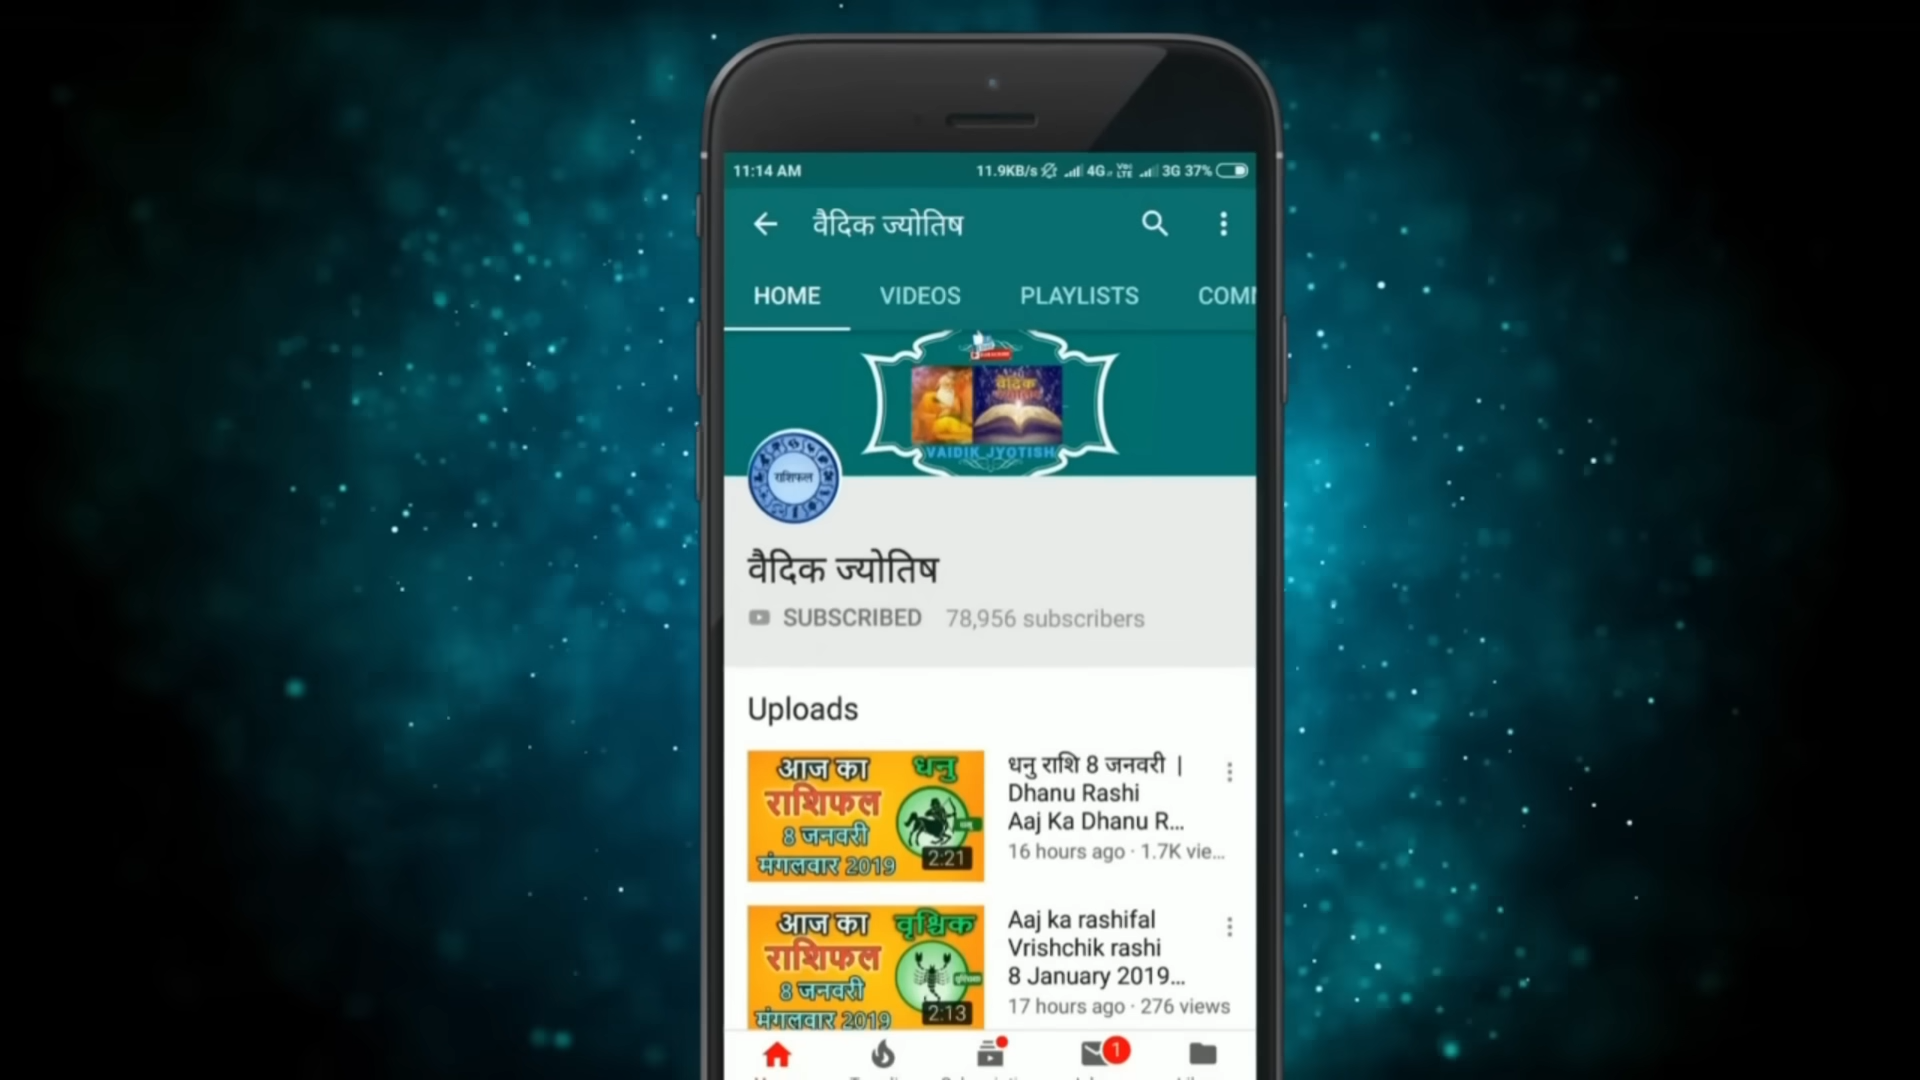 11:14 AM 11.9KB/s 4G Vo LTE 3G 37%
वैदिक ज्योतिष
HOME VIDEOS PLAYLISTS COM
वैदिक
VAIDIK JYOTISH
राशिफल
वैदिक ज्योतिष
SUBSCRIBED 78,956 subscribers
Uploads
आज का धनु
राशिफल
8 जनवरी
मंगलवार 2019
2:21
धनु राशि 8 जनवरी |
Dhanu Rashi
Aaj Ka Dhanu R...
16 hours ago · 1.7K vie...
आज का वृश्चिक
राशिफल
8 जनवरी
मंगलवार 2019
2:13
Aaj ka rashifal
Vrishchik rashi
8 January 2019...
17 hours ago · 276 views
1